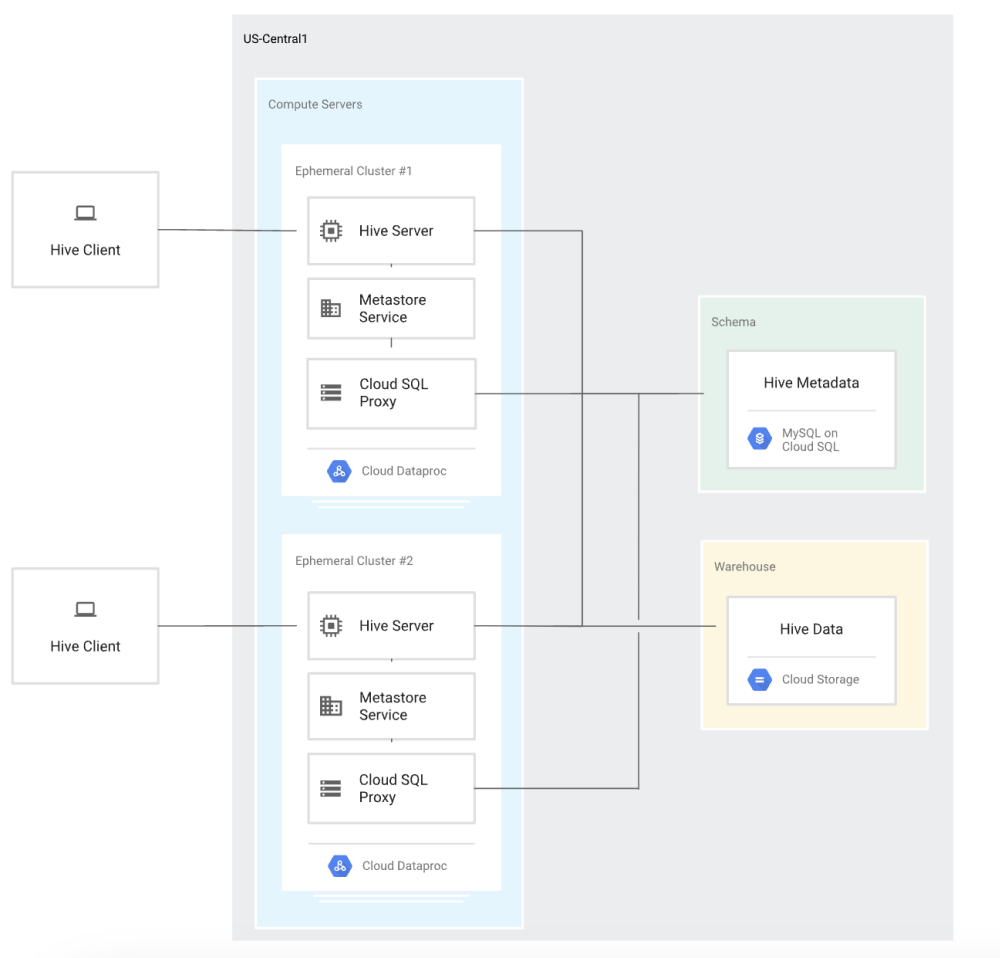 US-Central1
Compute Servers
Ephemeral Cluster #1
Hive Client
Hive Server
Metastore
Service
Cloud SQL
Proxy
Cloud Dataproc
Schema
Hive Metadata
MySQL on
Cloud SQL
Ephemeral Cluster #2
Hive Client
Hive Server
Metastore
Service
Cloud SQL
Proxy
Cloud Dataproc
Warehouse
Hive Data
Cloud Storage